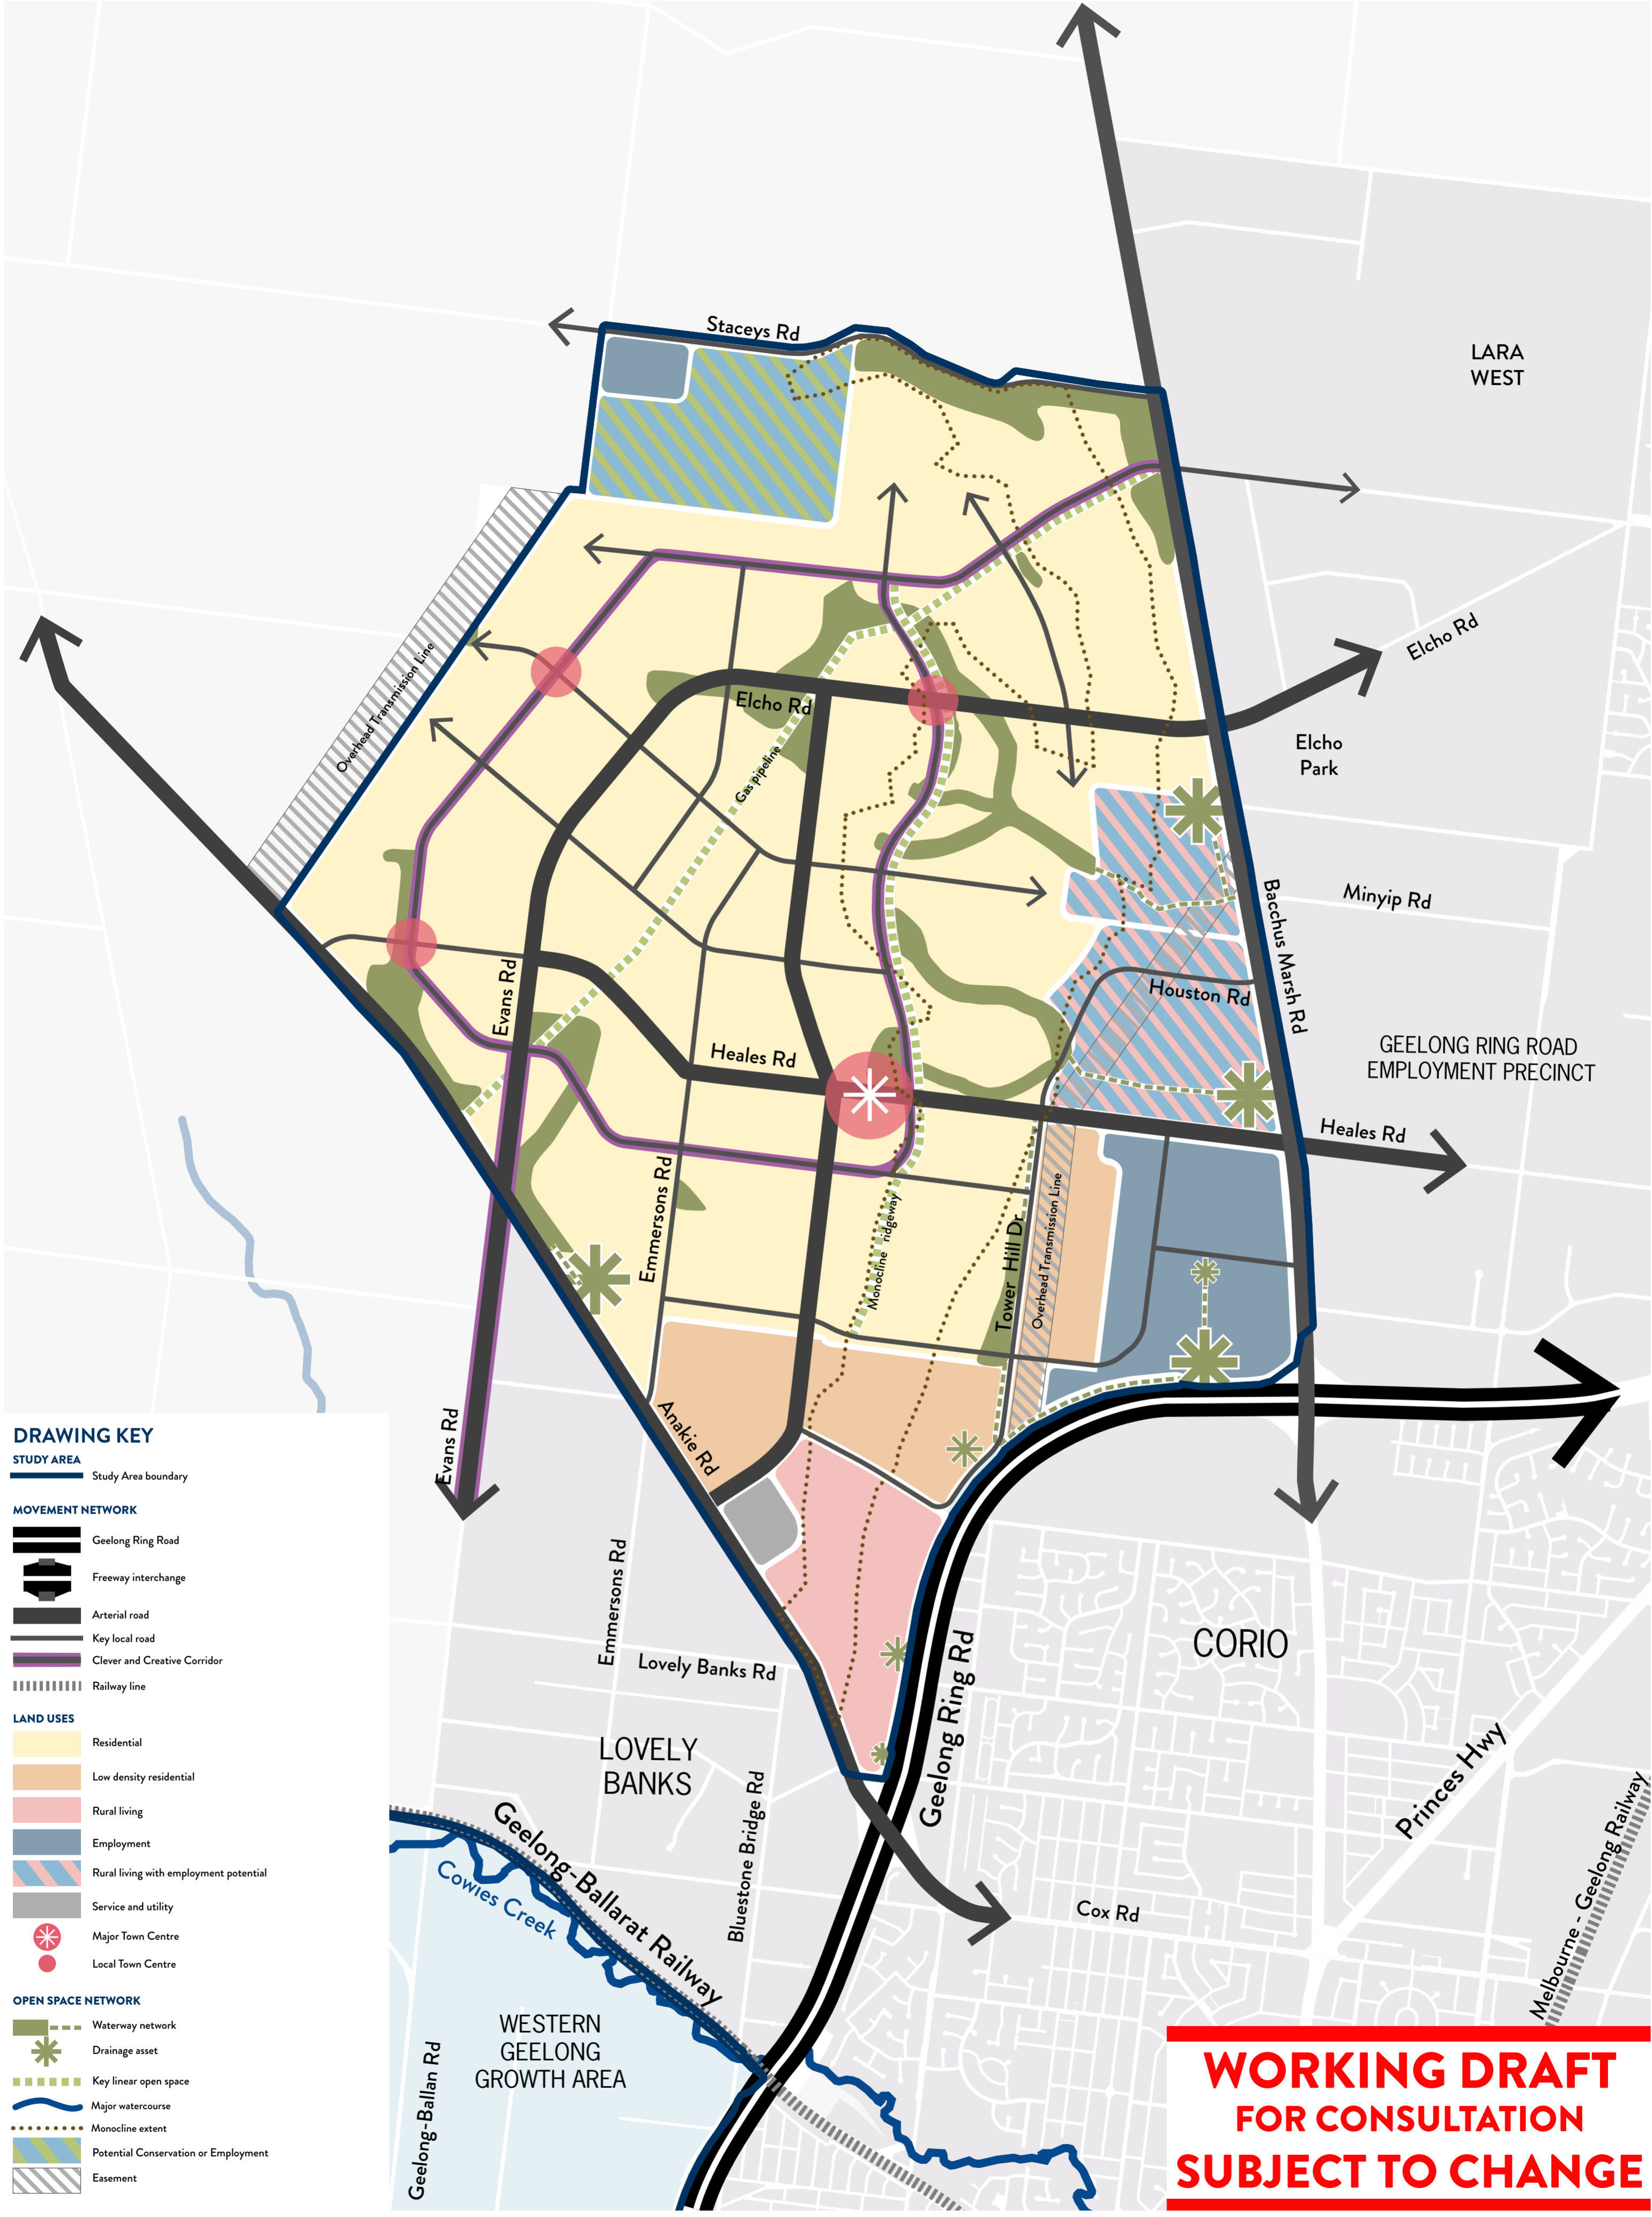 Staceys Rd
LARA
WEST
Elcho Rd
Overhead Transmission Line
Elcho Rd
Elcho
Park
Gas pipeline
Minyip Rd
Bacchus Marsh Rd
Evans Rd
Houston Rd
Heales Rd
GEELONG RING ROAD
EMPLOYMENT PRECINCT
Heales Rd
Emmersons Rd
Monocline ridgeway
Tower Hill Dr
Overhead Transmission Line
Evans Rd
Anakie Rd
Emmersons Rd
Lovely Banks Rd
CORIO
Geelong Ring Rd
LOVELY
BANKS
Princes Hwy
Bluestone Bridge Rd
Geelong-Ballarat Railway
Cowies Creek
Cox Rd
Melbourne - Geelong Railway
WESTERN
GEELONG
GROWTH AREA
Geelong-Ballan Rd
DRAWING KEY
STUDY AREA
Study Area boundary
MOVEMENT NETWORK
Geelong Ring Road
Freeway interchange
Arterial road
Key local road
Clever and Creative Corridor
Railway line
LAND USES
Residential
Low density residential
Rural living
Employment
Rural living with employment potential
Service and utility
Major Town Centre
Local Town Centre
OPEN SPACE NETWORK
Waterway network
Drainage asset
Key linear open space
Major watercourse
Monocline extent
Potential Conservation or Employment
Easement
WORKING DRAFT
FOR CONSULTATION
SUBJECT TO CHANGE